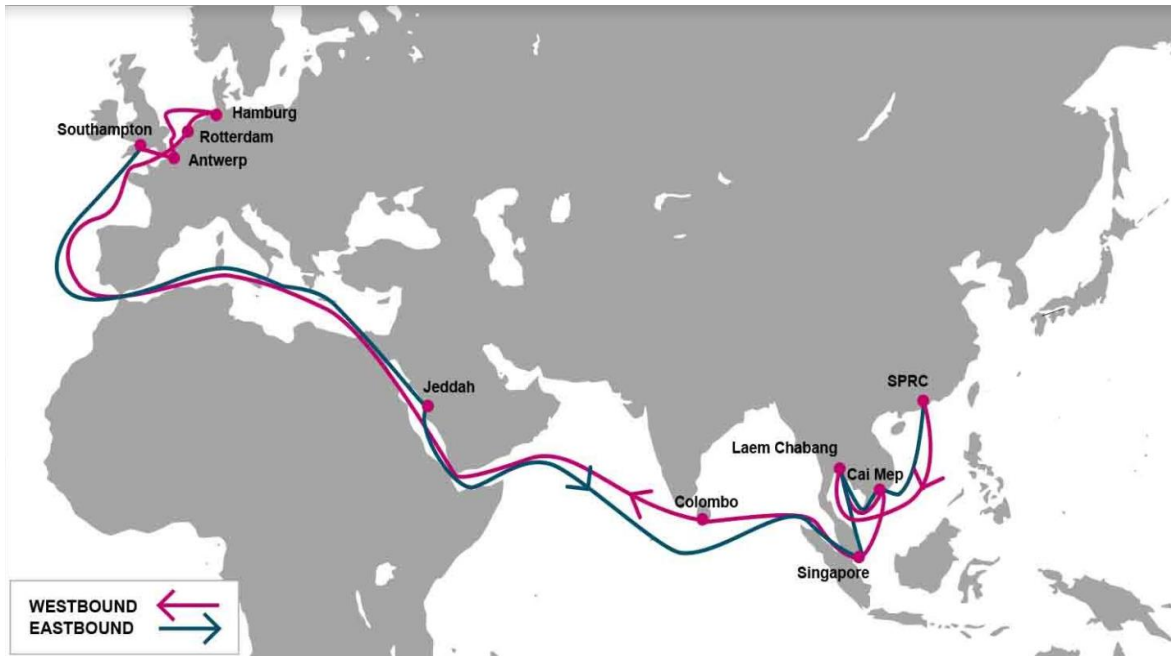 Hamburg
Southampton
Rotterdam
Antwerp
Jeddah
SPRC
Laem Chabang
Cai Mep
Colombo
Singapore
WESTBOUND
EASTBOUND